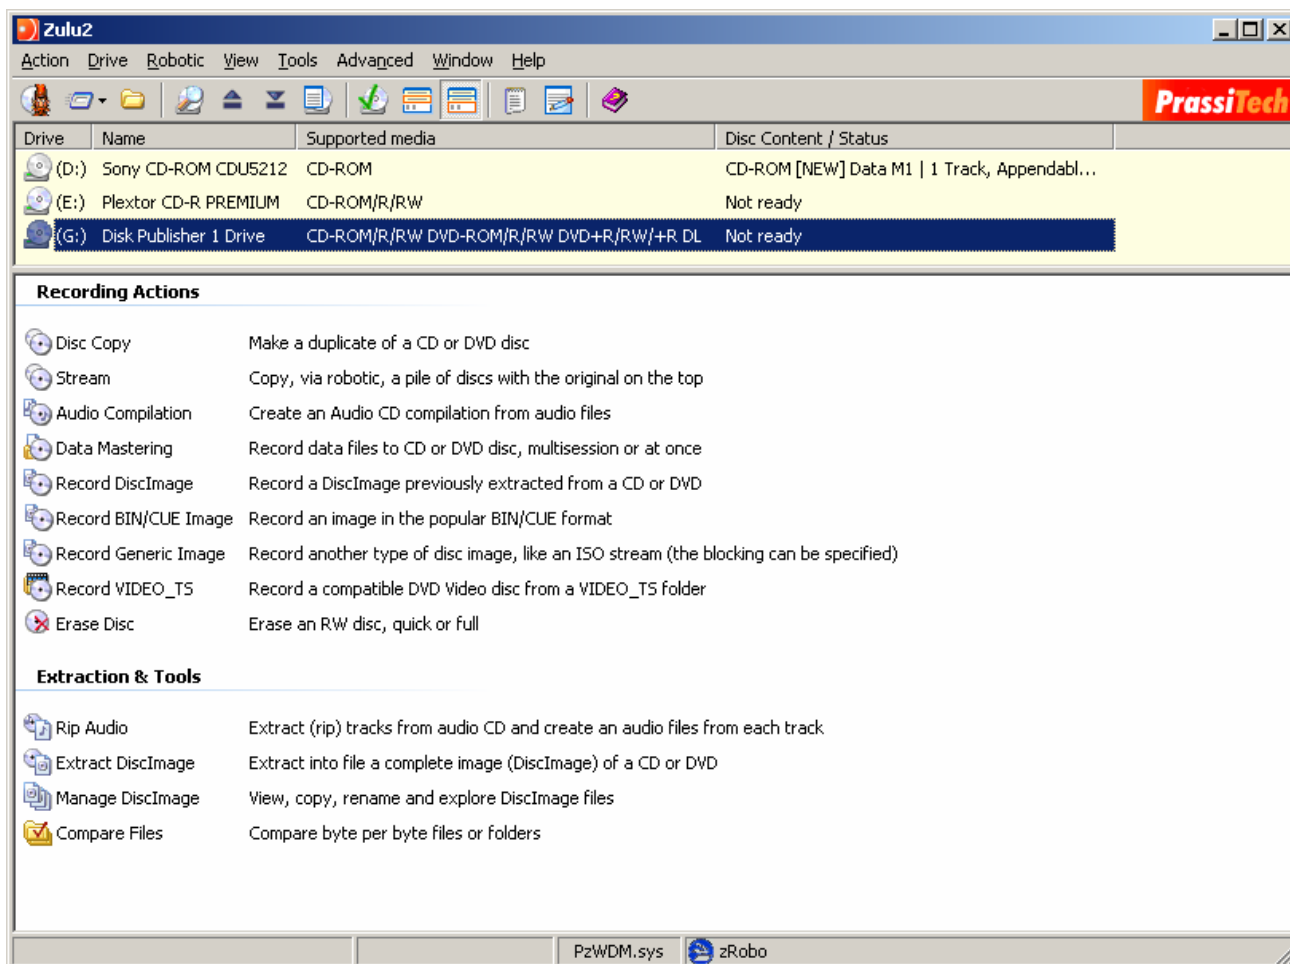 Zulu2
Action Drive Robotic View Tools Advanced Window Help
PrassiTech
Drive Name Supported media Disc Content / Status
(D:) Sony CD-ROM CDU5212 CD-ROM CD-ROM [NEW] Data M1 | 1 Track, Appendabl...
(E:) Plextor CD-R PREMIUM CD-ROM/R/RW Not ready
(G:) Disk Publisher 1 Drive CD-ROM/R/RW DVD-ROM/R/RW DVD+R/RW/+R DL Not ready
Recording Actions
Disc Copy Make a duplicate of a CD or DVD disc
Stream Copy, via robotic, a pile of discs with the original on the top
Audio Compilation Create an Audio CD compilation from audio files
Data Mastering Record data files to CD or DVD disc, multisession or at once
Record DiscImage Record a DiscImage previously extracted from a CD or DVD
Record BIN/CUE Image Record an image in the popular BIN/CUE format
Record Generic Image Record another type of disc image, like an ISO stream (the blocking can be specified)
Record VIDEO_TS Record a compatible DVD Video disc from a VIDEO_TS folder
Erase Disc Erase an RW disc, quick or full
Extraction & Tools
Rip Audio Extract (rip) tracks from audio CD and create an audio files from each track
Extract DiscImage Extract into file a complete image (DiscImage) of a CD or DVD
Manage DiscImage View, copy, rename and explore DiscImage files
Compare Files Compare byte per byte files or folders
PzWDM.sys zRobo